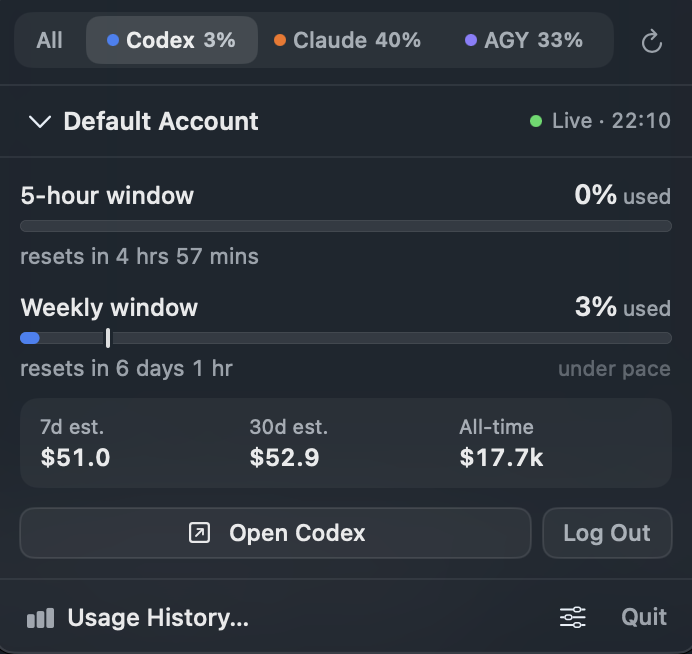 All Codex 3% Claude 40% AGY 33%
Default Account Live · 22:10
5-hour window 0% used
resets in 4 hrs 57 mins
Weekly window 3% used
resets in 6 days 1 hr under pace
7d est. 30d est. All-time
$51.0 $52.9 $17.7k
Open Codex Log Out
Usage History... Quit